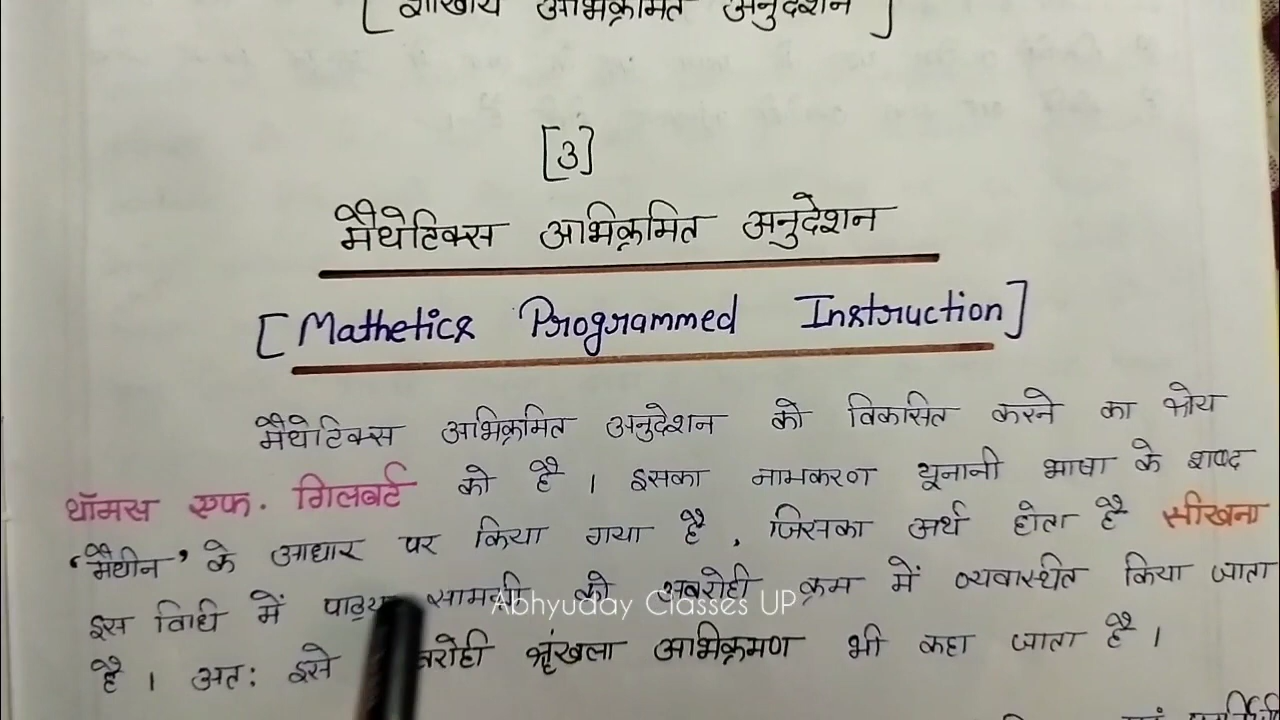 [शाखीय अभिक्रमित अनुदेशन]
[3]
मैथेटिक्स अभिक्रमित अनुदेशन
[Mathetics Programmed Instruction]
मैथेटिक्स अभिक्रमित अनुदेशन को विकसित करने का श्रेय
थॉमस एफ. गिलबर्ट को है । इसका नामकरण यूनानी भाषा के शब्द
'मैथीन' के आधार पर किया गया है, जिसका अर्थ होता है सीखना
इस विधि में पाठ्य सामग्री को अवरोही क्रम में व्यवस्थित किया जाता
Abhyuday Classes UP
है । अत: इसे अवरोही श्रृंखला अभिक्रमण भी कहा जाता है ।